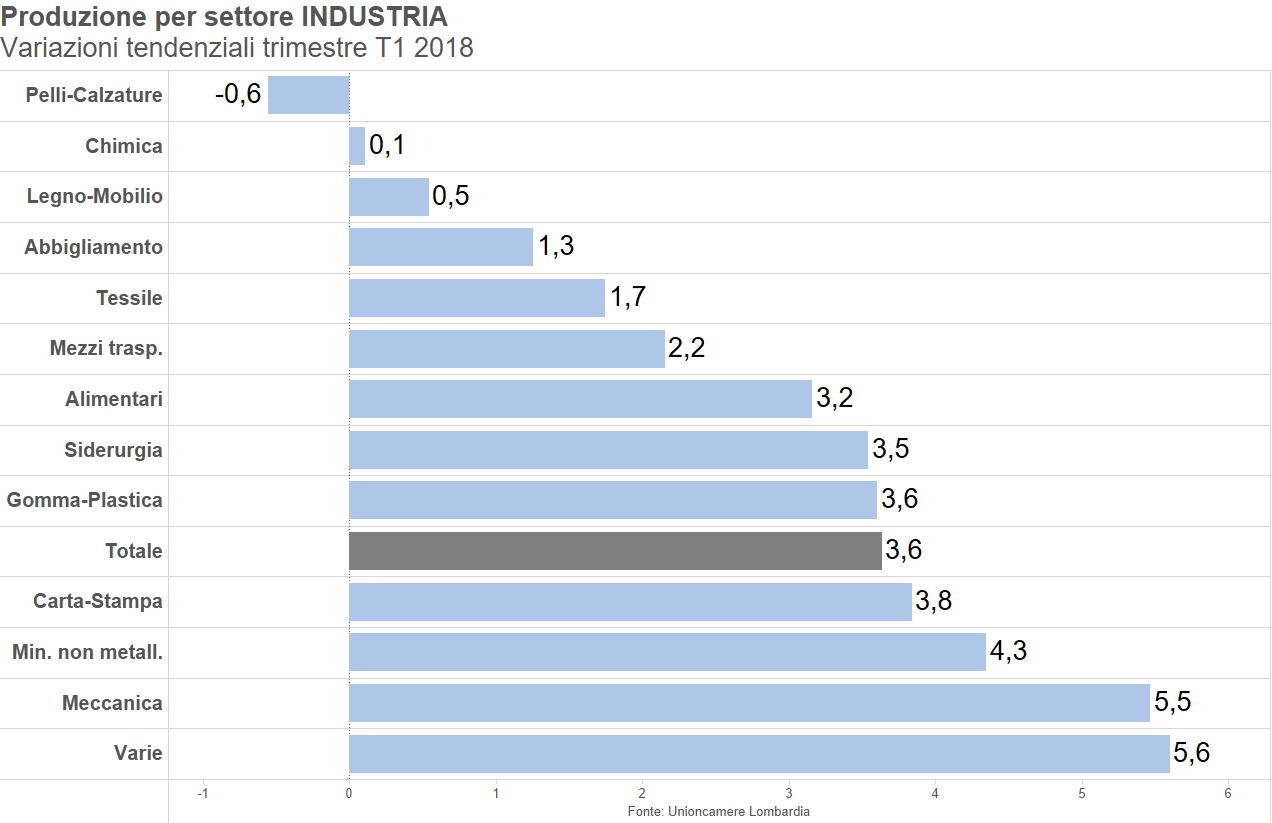 Produzione per settore INDUSTRIA
Variazioni tendenziali trimestre T1 2018
Pelli-Calzature -0,6
Chimica 0,1
Legno-Mobilio 0,5
Abbigliamento 1,3
Tessile 1,7
Mezzi trasp. 2,2
Alimentari 3,2
Siderurgia 3,5
Gomma-Plastica 3,6
Totale 3,6
Carta-Stampa 3,8
Min. non metall. 4,3
Meccanica 5,5
Varie 5,6
-1 0 1 2 3 4 5 6
Fonte: Unioncamere Lombardia